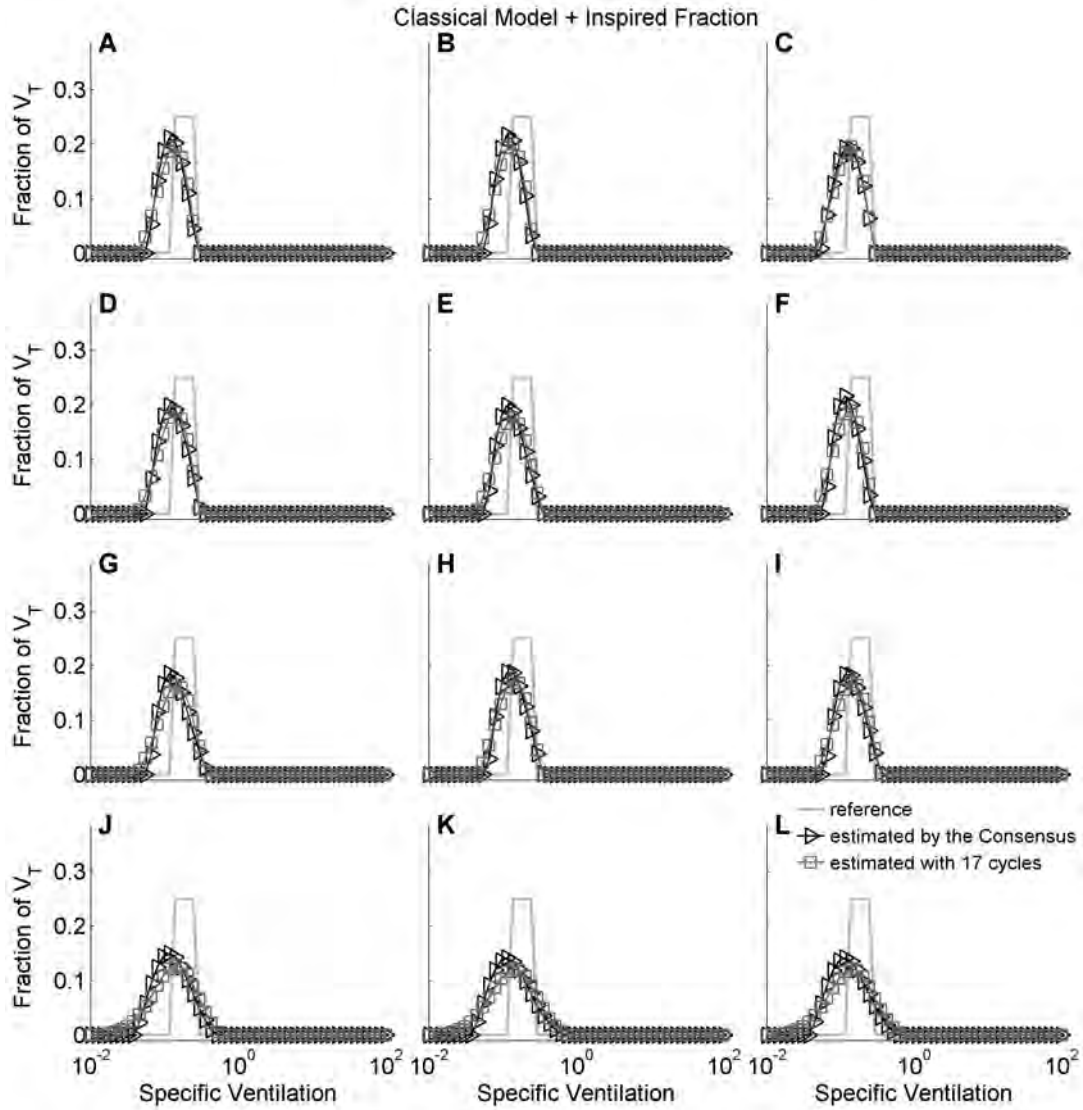 Classical Model + Inspired Fraction
A B C
0.3
0.2
0.1
0
Fraction of V_T
D E F
0.3
0.2
0.1
0
Fraction of V_T
G H I
0.3
0.2
0.1
0
Fraction of V_T
J K L
reference
estimated by the Consensus
estimated with 17 cycles
0.3
0.2
0.1
0
Fraction of V_T
10^-2 10^0 10^2 10^-2 10^0 10^2 10^-2 10^0 10^2
Specific Ventilation Specific Ventilation Specific Ventilation